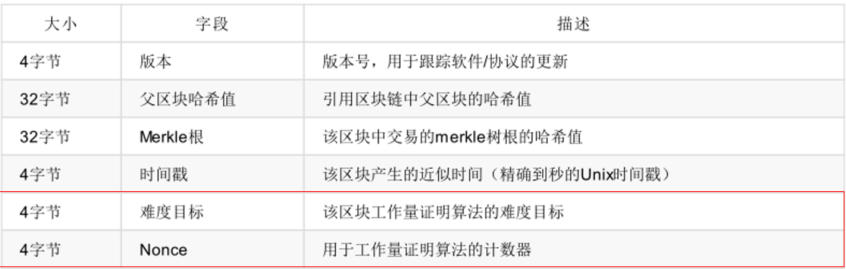 大小 字段 描述
4字节 版本 版本号，用于跟踪软件/协议的更新
32字节 父区块哈希值 引用区块链中父区块的哈希值
32字节 Merkle根 该区块中交易的merkle树根的哈希值
4字节 时间戳 该区块产生的近似时间（精确到秒的Unix时间戳）
4字节 难度目标 该区块工作量证明算法的难度目标
4字节 Nonce 用于工作量证明算法的计数器